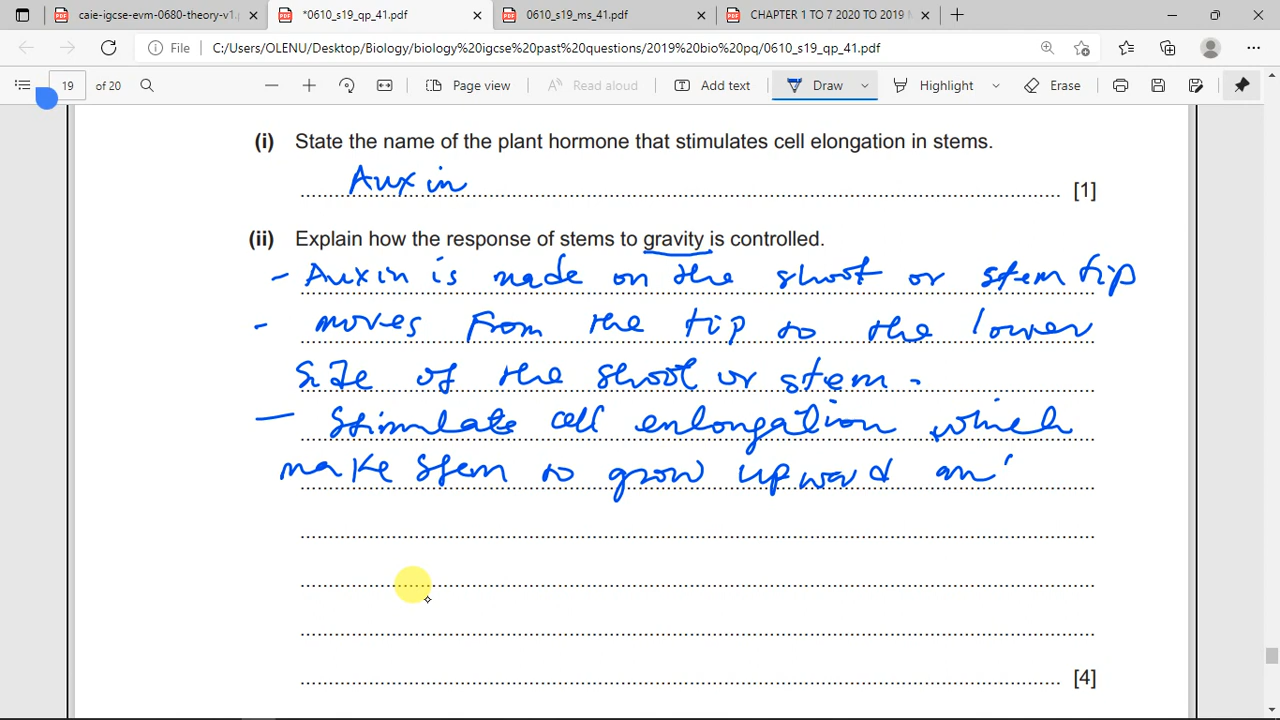 caie-igcse-evm-0680-theory-v1.
*0610_s19_qp_41.pdf
0610_s19_ms_41.pdf
CHAPTER 1 TO 7 2020 TO 2019
File C:/Users/OLENU/Desktop/Biology/biology%20igcse%20past%20questions/2019%20bio%20pq/0610_s19_qp_41.pdf
19 of 20 Page view Read aloud Add text Draw Highlight Erase
(i) State the name of the plant hormone that stimulates cell elongation in stems.
Auxin [1]
(ii) Explain how the response of stems to gravity is controlled.
- Auxin is made on the shoot or stem tip
- moves From the tip to the lower
side of the shoot or stem.
- Stimulate cell enlongation which
make stem to grow upward an
[4]